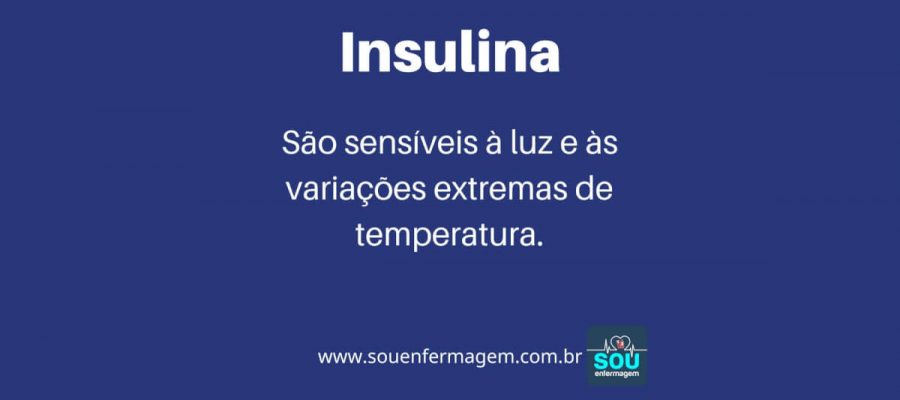 Insulina
São sensíveis à luz e às
variações extremas de
temperatura.
www.souenfermagem.com.br
SOU
enfermagem